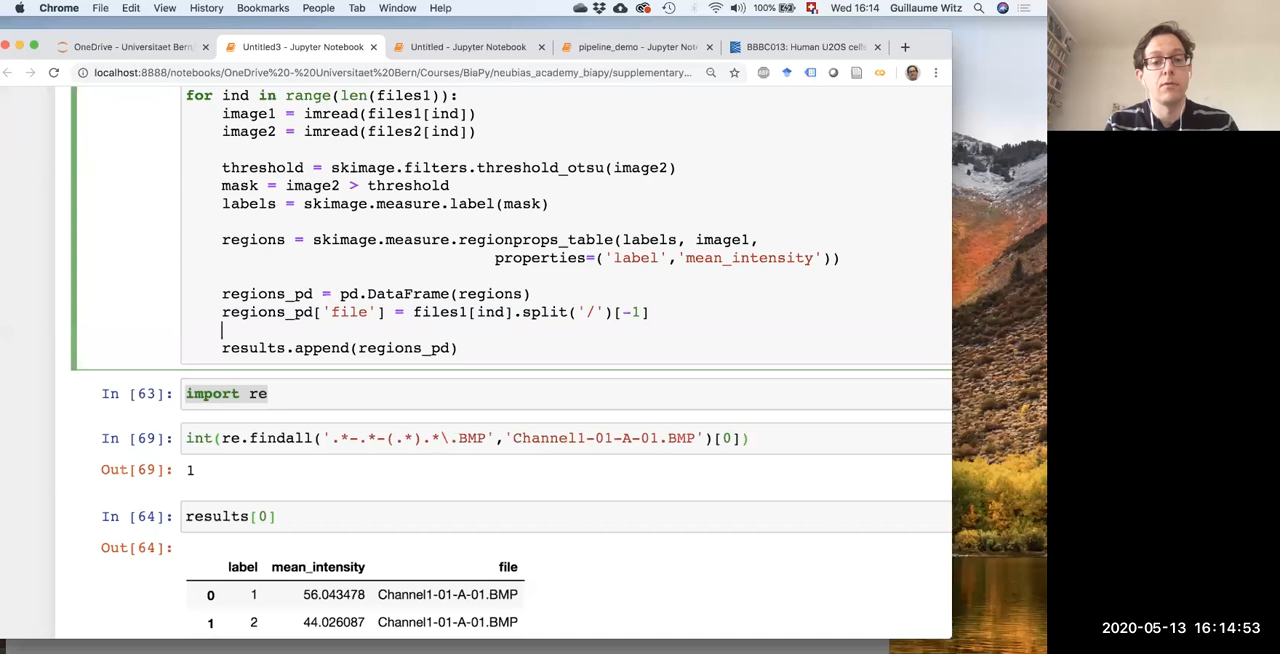 Chrome File Edit View History Bookmarks People Tab Window Help 100% Wed 16:14 Guillaume Witz
OneDrive - Universitaet Bern × Untitled3 - Jupyter Notebook × Untitled - Jupyter Notebook × pipeline_demo - Jupyter Not × BBBC013: Human U2OS cells × +
localhost:8888/notebooks/OneDrive%20-%20Universitaet%20Bern/Courses/BiaPy/neubias_academy_biapy/supplementary...
for ind in range(len(files1)):
image1 = imread(files1[ind])
image2 = imread(files2[ind])
threshold = skimage.filters.threshold_otsu(image2)
mask = image2 > threshold
labels = skimage.measure.label(mask)
regions = skimage.measure.regionprops_table(labels, image1,
properties=('label','mean_intensity'))
regions_pd = pd.DataFrame(regions)
regions_pd['file'] = files1[ind].split('/')[-1]
results.append(regions_pd)
In [63]: import re
In [69]: int(re.findall('.*-.*-(.*).*\.BMP','Channel1-01-A-01.BMP')[0])
Out[69]: 1
In [64]: results[0]
Out[64]:
label mean_intensity file
0 1 56.043478 Channel1-01-A-01.BMP
1 2 44.026087 Channel1-01-A-01.BMP
2020-05-13 16:14:53